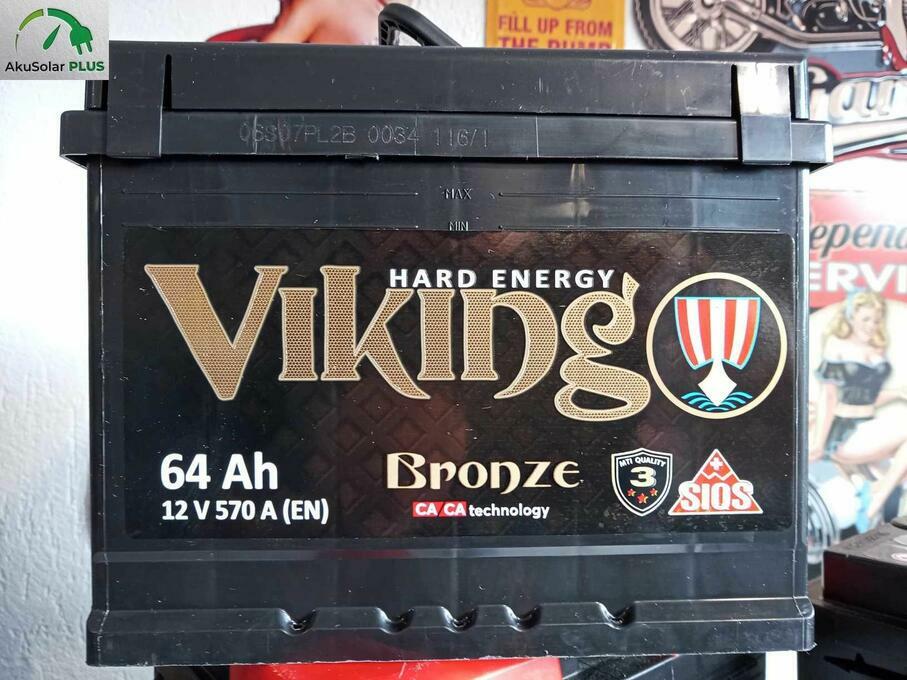 AkuSolar PLUS
FILL UP FROM
THE PUMP
06S07PL2B 0034 116/1
MAX
MIN
HARD ENERGY
Viking
64 Ah
12 V 570 A (EN)
Bronze
CA/CA technology
MTI QUALITY
3
SIQS